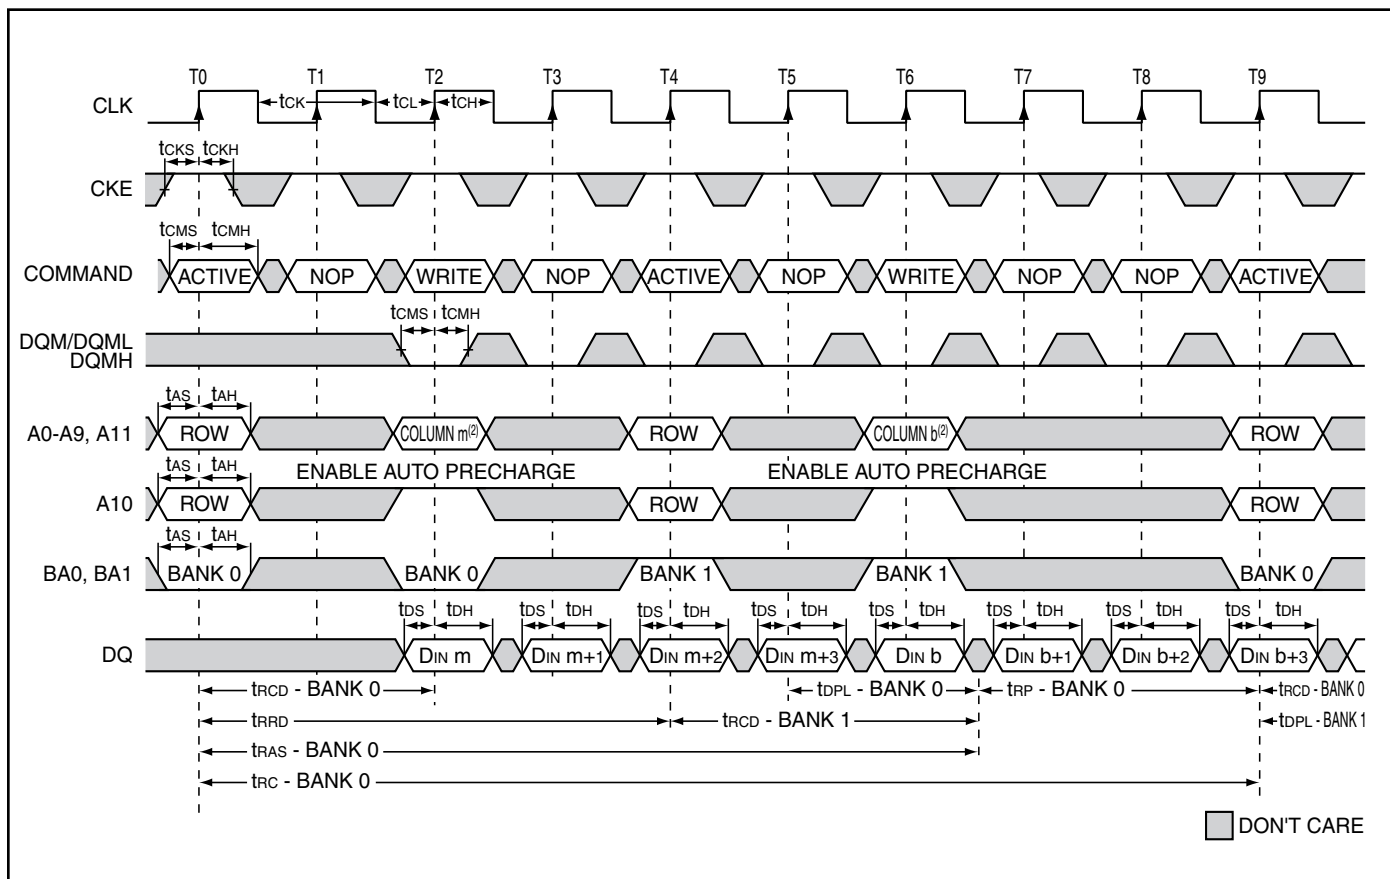 T0 T1 T2 T3 T4 T5 T6 T7 T8 T9
CLK tCK tCL tCH
tCKS tCKH
CKE
tCMS tCMH
COMMAND ACTIVE NOP WRITE NOP ACTIVE NOP WRITE NOP NOP ACTIVE
tCMS tCMH
DQM/DQML
DQMH
tAS tAH
A0-A9, A11 ROW COLUMN m(2) ROW COLUMN b(2) ROW
tAS tAH ENABLE AUTO PRECHARGE ENABLE AUTO PRECHARGE
A10 ROW ROW ROW
tAS tAH
BA0, BA1 BANK 0 BANK 0 BANK 1 BANK 1 BANK 0
tDS tDH tDS tDH tDS tDH tDS tDH tDS tDH tDS tDH tDS tDH tDS tDH
DQ DIN m DIN m+1 DIN m+2 DIN m+3 DIN b DIN b+1 DIN b+2 DIN b+3
tRCD - BANK 0 tDPL - BANK 0 tRP - BANK 0 tRCD - BANK 0
tRRD tRCD - BANK 1 tDPL - BANK 1
tRAS - BANK 0
tRC - BANK 0
DON'T CARE